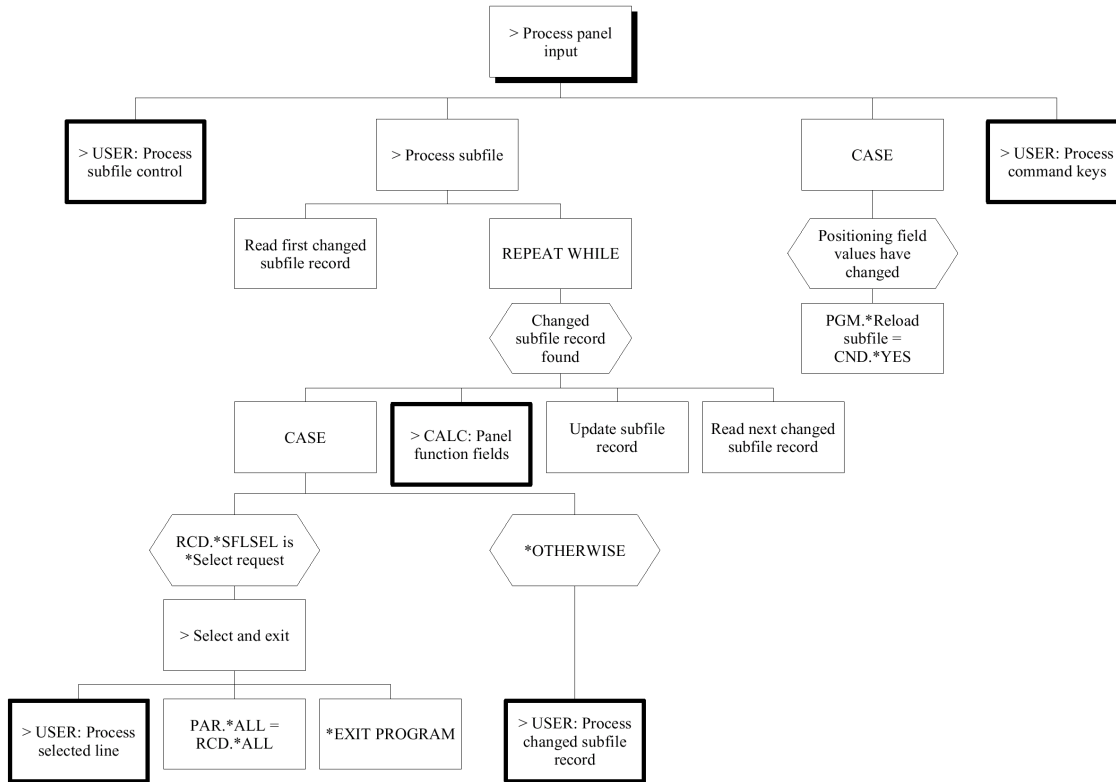 > Process panel
input
> USER: Process
subfile control
> Process subfile
CASE
> USER: Process
command keys
Read first changed
subfile record
REPEAT WHILE
Positioning field
values have
changed
Changed
subfile record
found
PGM.*Reload
subfile =
CND.*YES
CASE
> CALC: Panel
function fields
Update subfile
record
Read next changed
subfile record
RCD.*SFLSEL is
*Select request
*OTHERWISE
> Select and exit
> USER: Process
selected line
PAR.*ALL =
RCD.*ALL
*EXIT PROGRAM
> USER: Process
changed subfile
record